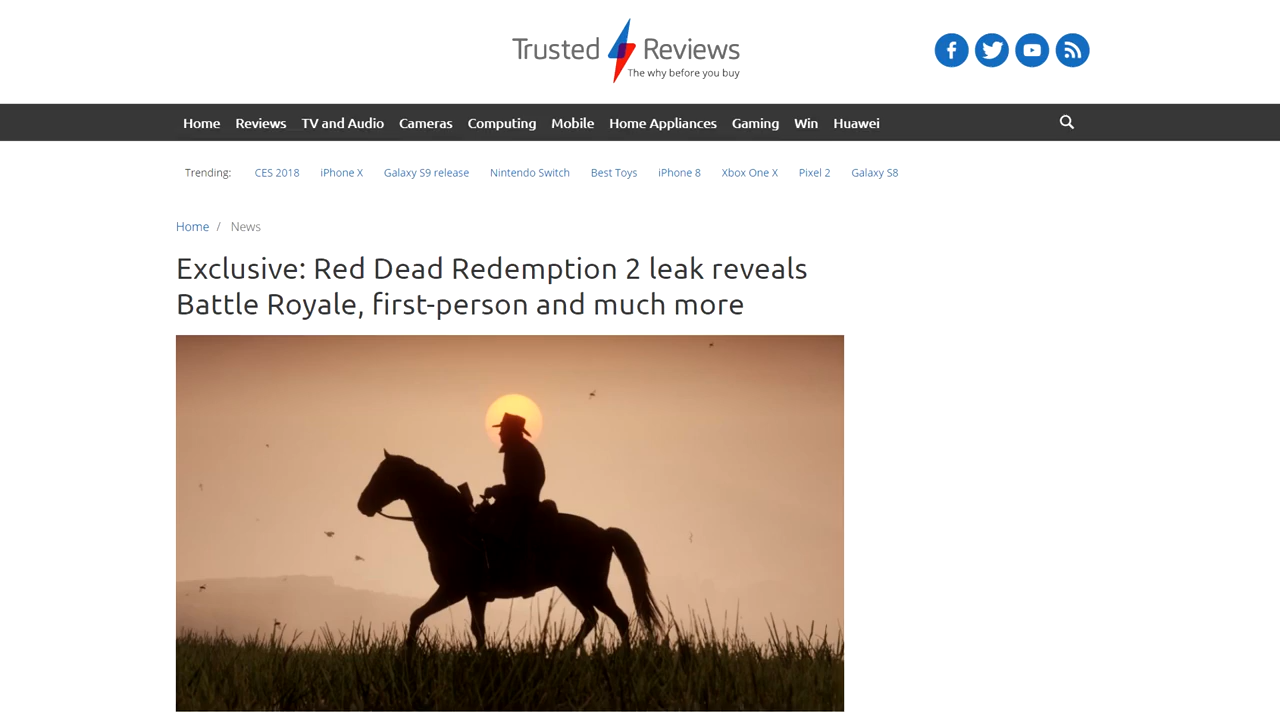 Trusted Reviews
The why before you buy
Home Reviews TV and Audio Cameras Computing Mobile Home Appliances Gaming Win Huawei
Trending: CES 2018 iPhone X Galaxy S9 release Nintendo Switch Best Toys iPhone 8 Xbox One X Pixel 2 Galaxy S8
Home / News
Exclusive: Red Dead Redemption 2 leak reveals
Battle Royale, first-person and much more